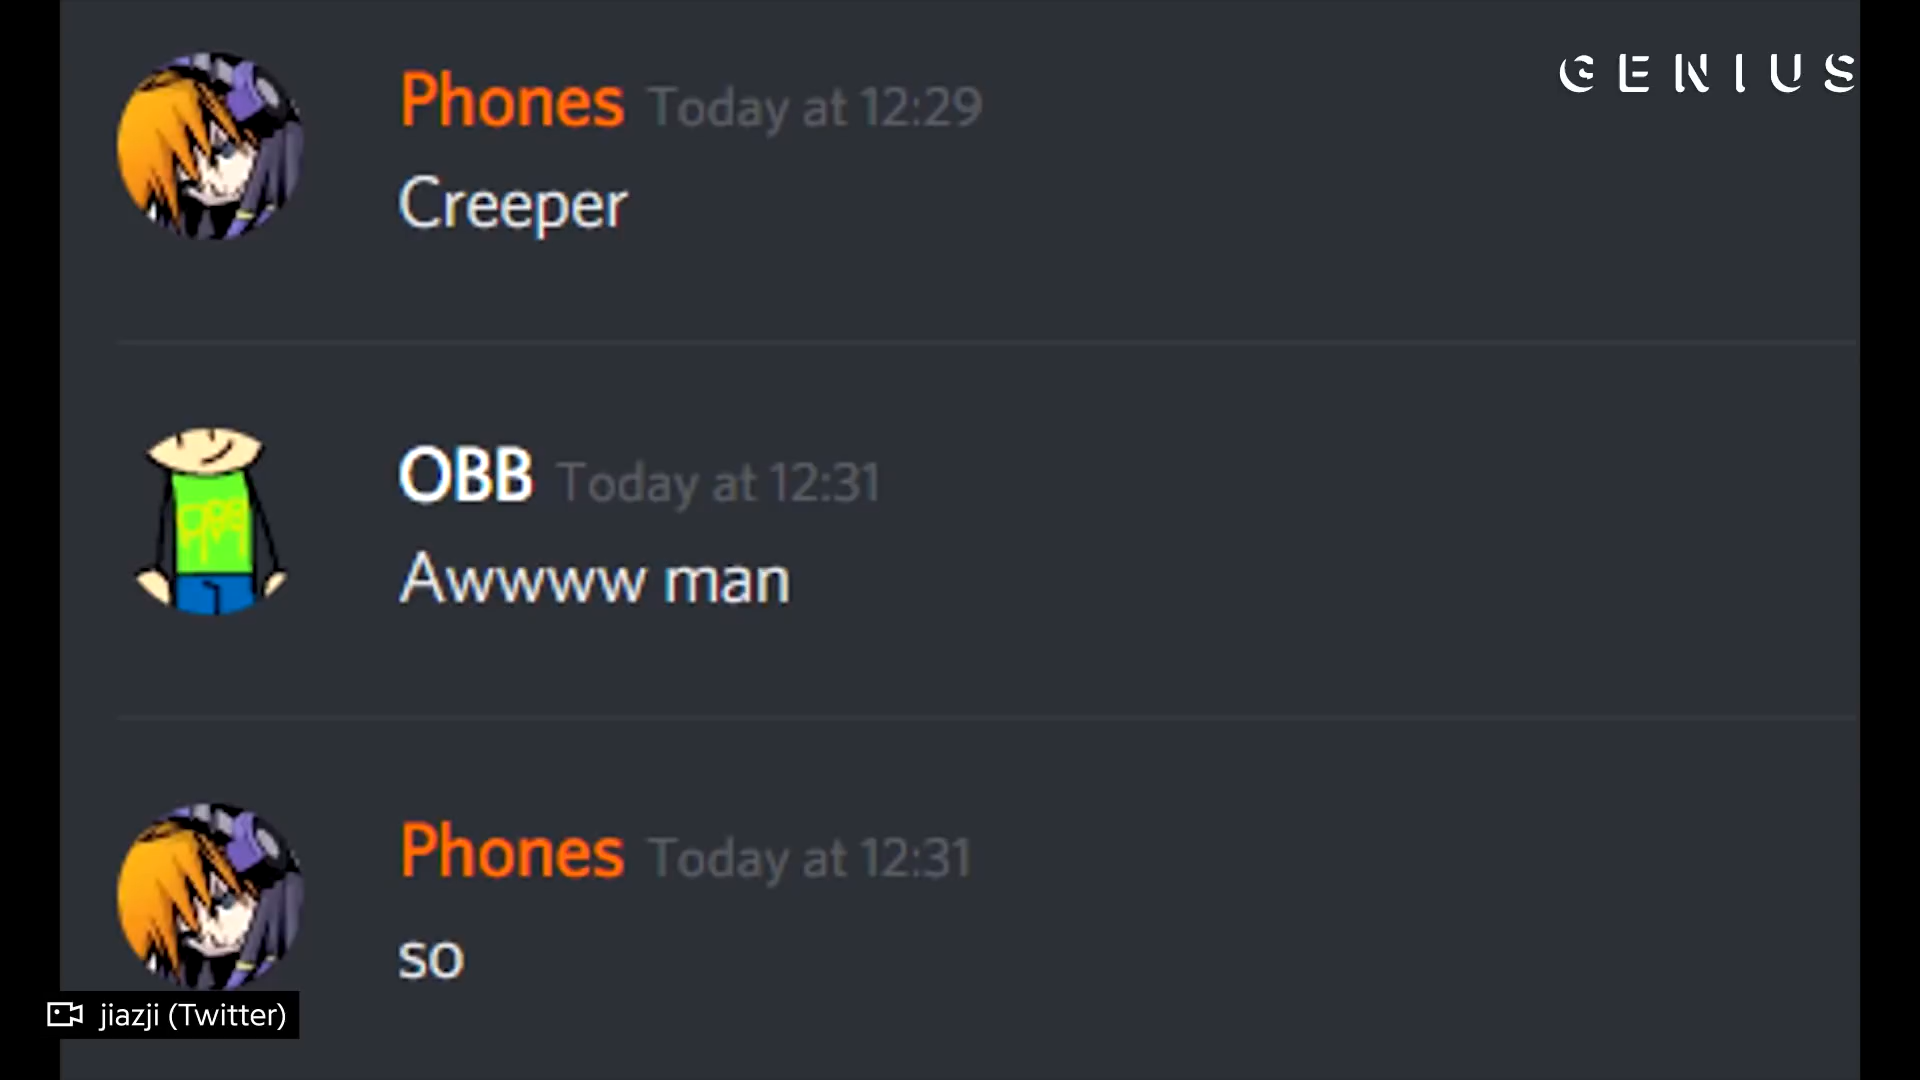 GENIUS
Phones Today at 12:29
Creeper
OBB Today at 12:31
Awwww man
Phones Today at 12:31
so
jiazji (Twitter)